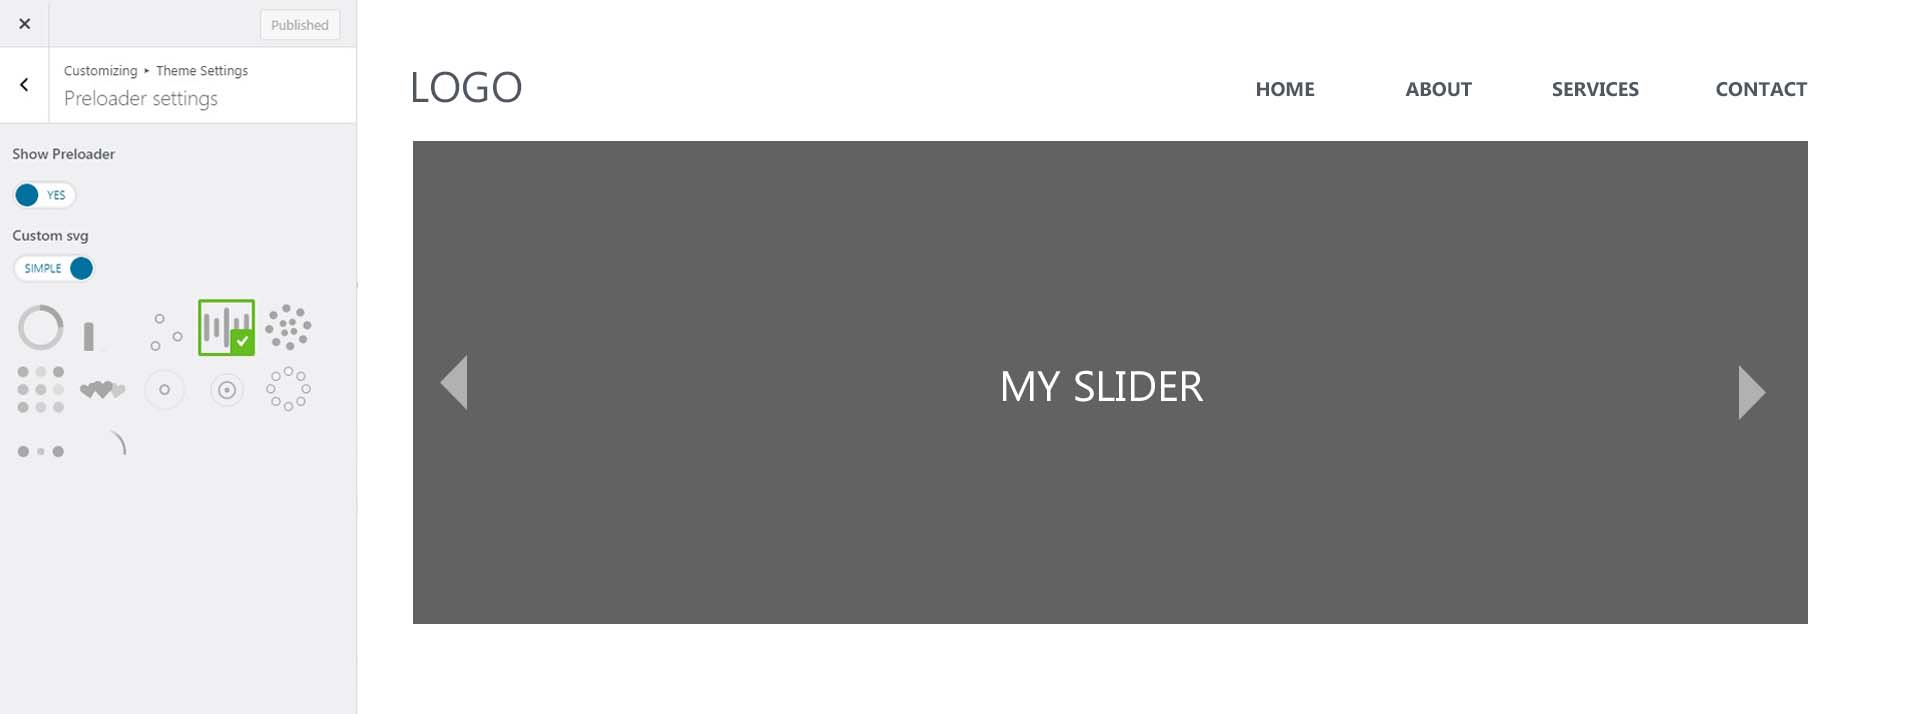 Published
Customizing ▸ Theme Settings
Preloader settings
Show Preloader
YES
Custom svg
SIMPLE
LOGO
HOME ABOUT SERVICES CONTACT
MY SLIDER